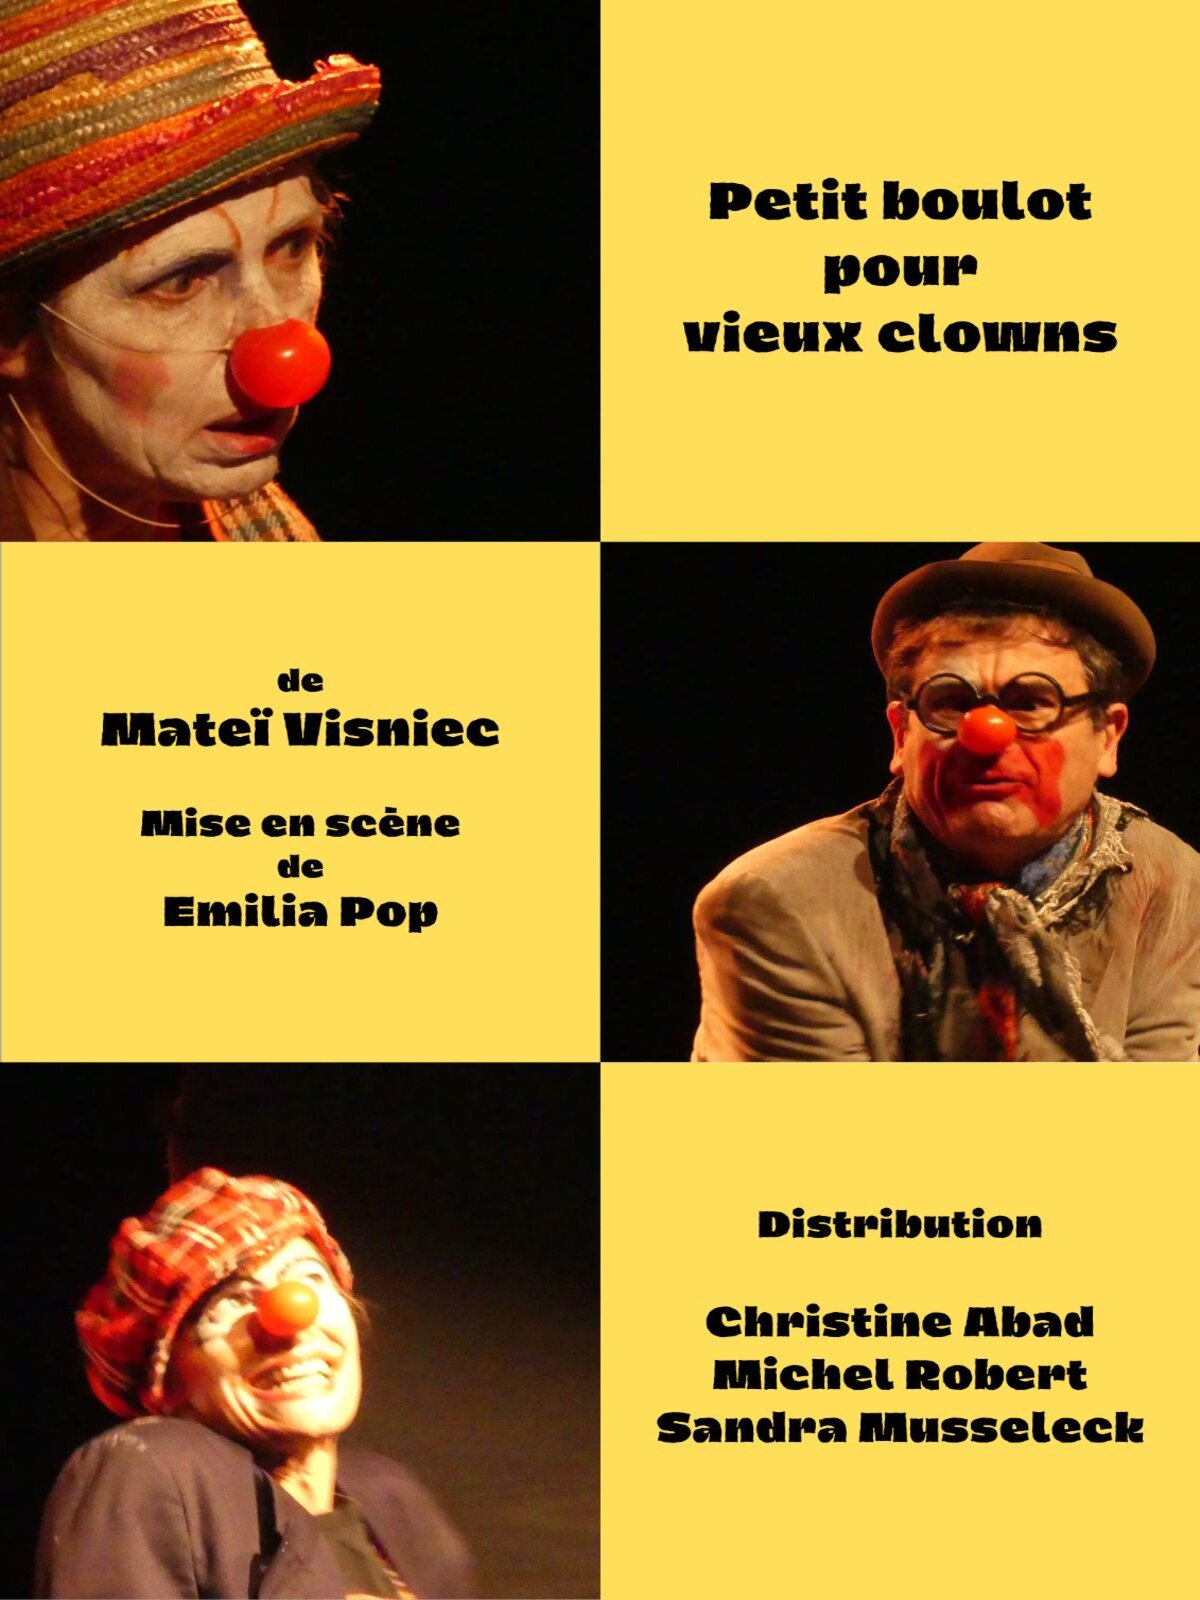 Petit boulot
pour
vieux clowns
de
Mateï Visniec
Mise en scène
de
Emilia Pop
Distribution
Christine Abad
Michel Robert
Sandra Musseleck